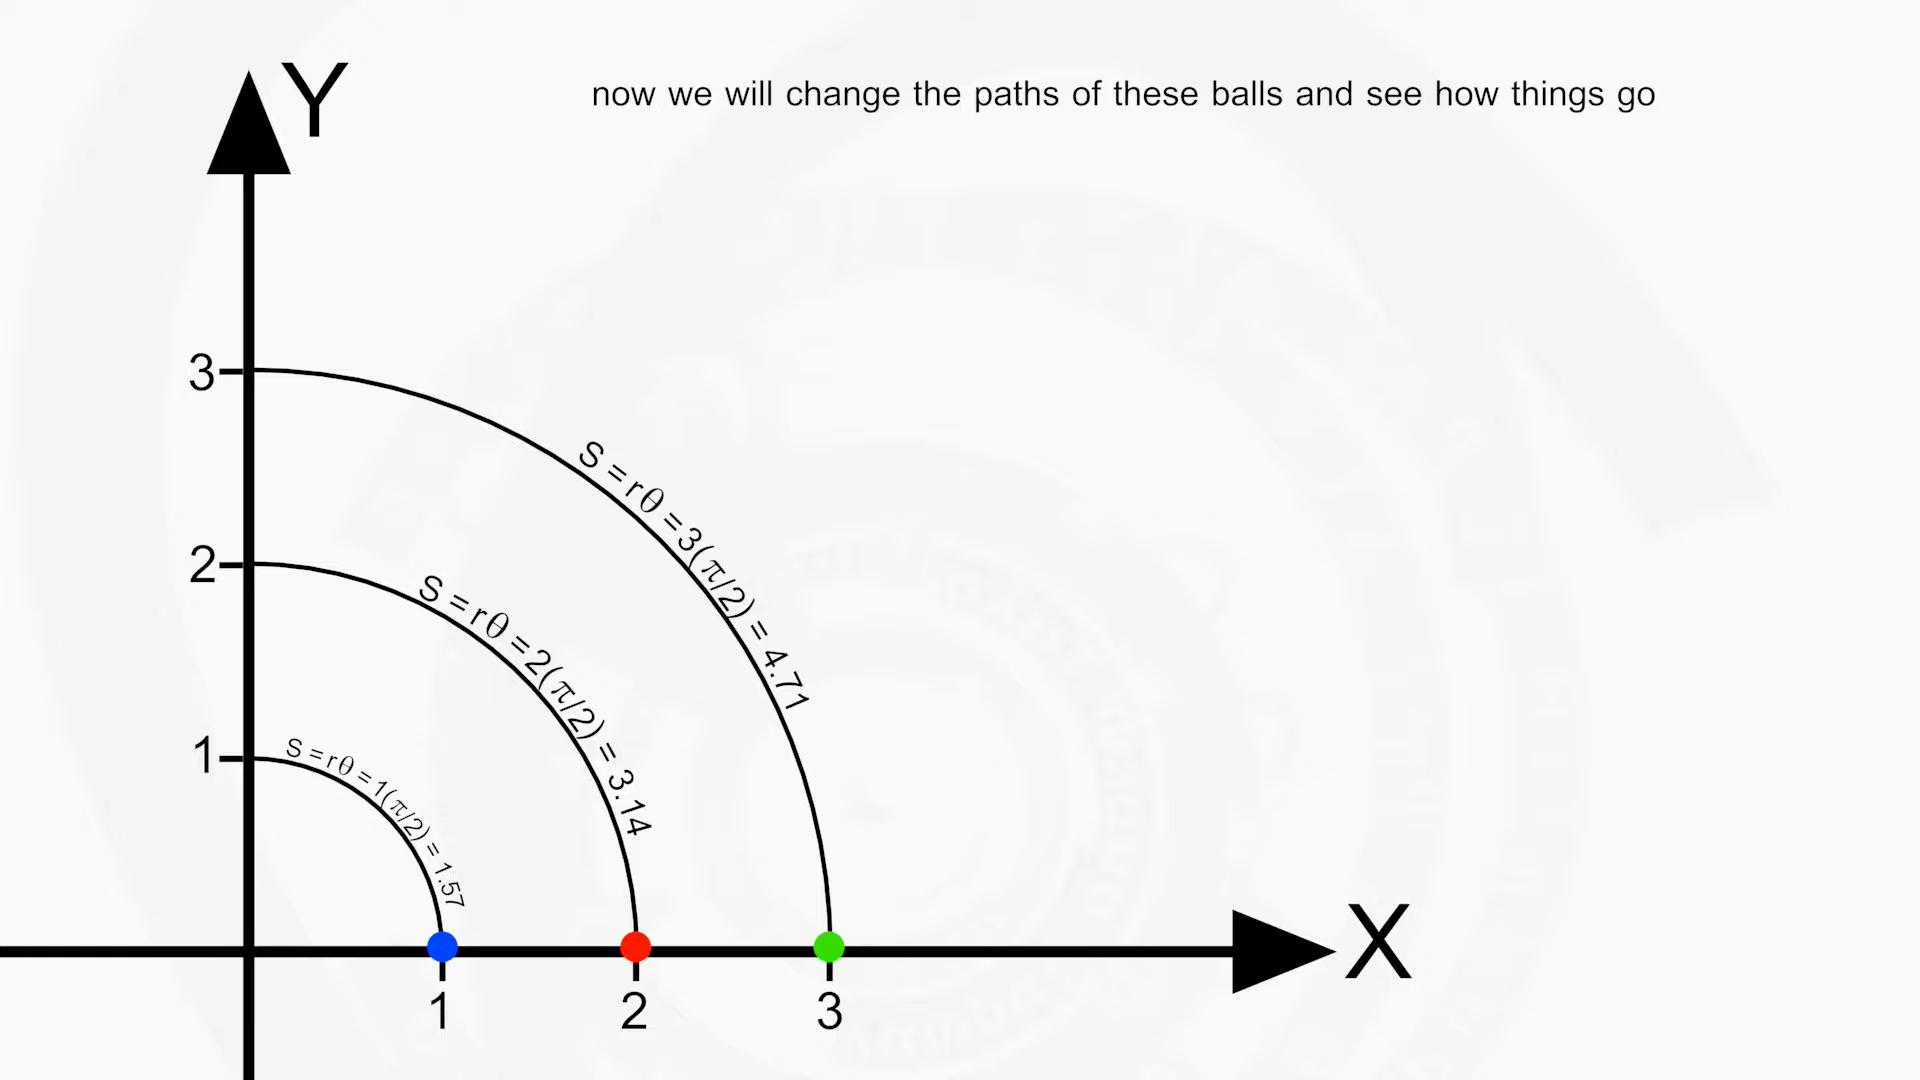 Y
now we will change the paths of these balls and see how things go
3
S = rθ = 3(π/2) = 4.71
2
S = rθ = 2(π/2) = 3.14
1
S = rθ = 1(π/2) = 1.57
X
1 2 3